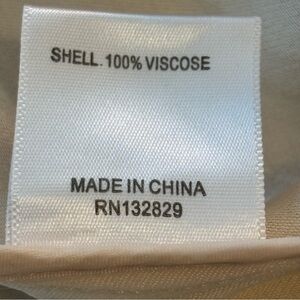 SHELL. 100% VISCOSE
MADE IN CHINA
RN132829